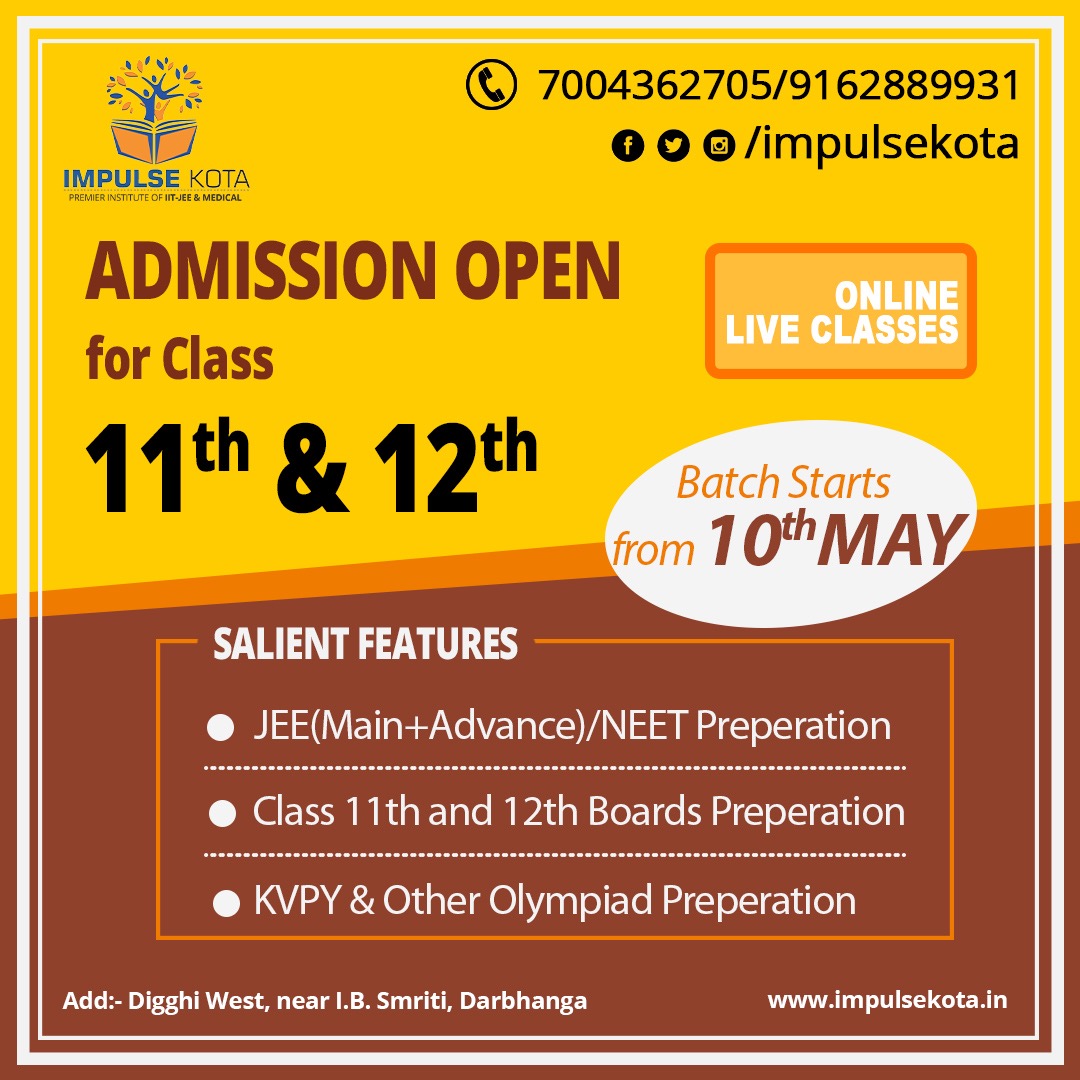 IMPULSE KOTA
PREMIER INSTITUTE OF IIT-JEE & MEDICAL
7004362705/9162889931
/impulsekota
ADMISSION OPEN
for Class
11th & 12th
ONLINE
LIVE CLASSES
Batch Starts
from 10th MAY
SALIENT FEATURES
JEE(Main+Advance)/NEET Preperation
Class 11th and 12th Boards Preperation
KVPY & Other Olympiad Preperation
Add:- Digghi West, near I.B. Smriti, Darbhanga
www.impulsekota.in